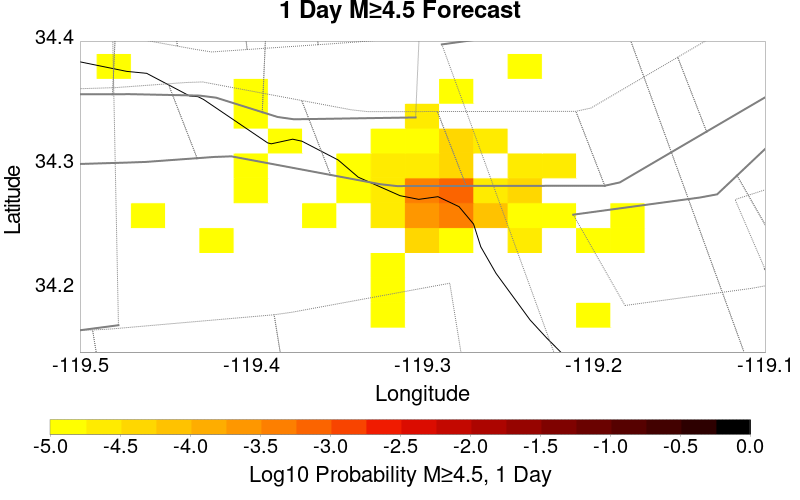 1 Day M≥4.5 Forecast
34.4
34.3
34.2
Latitude
-119.5 -119.4 -119.3 -119.2 -119.1
Longitude
-5.0 -4.5 -4.0 -3.5 -3.0 -2.5 -2.0 -1.5 -1.0 -0.5 0.0
Log10 Probability M≥4.5, 1 Day